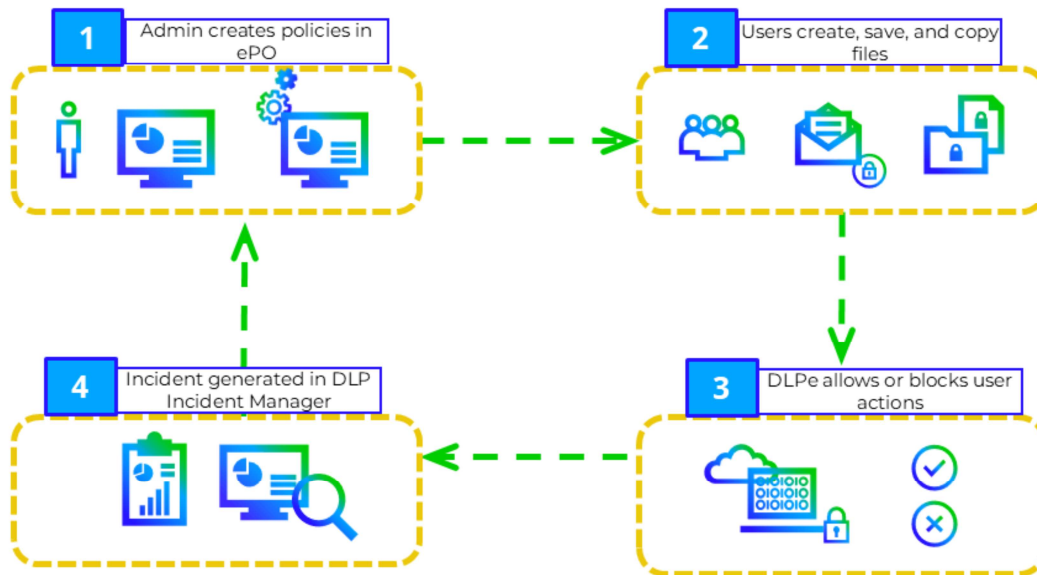 1
Admin creates policies in
ePO
2
Users create, save, and copy
files
3
DLPe allows or blocks user
actions
4
Incident generated in DLP
Incident Manager